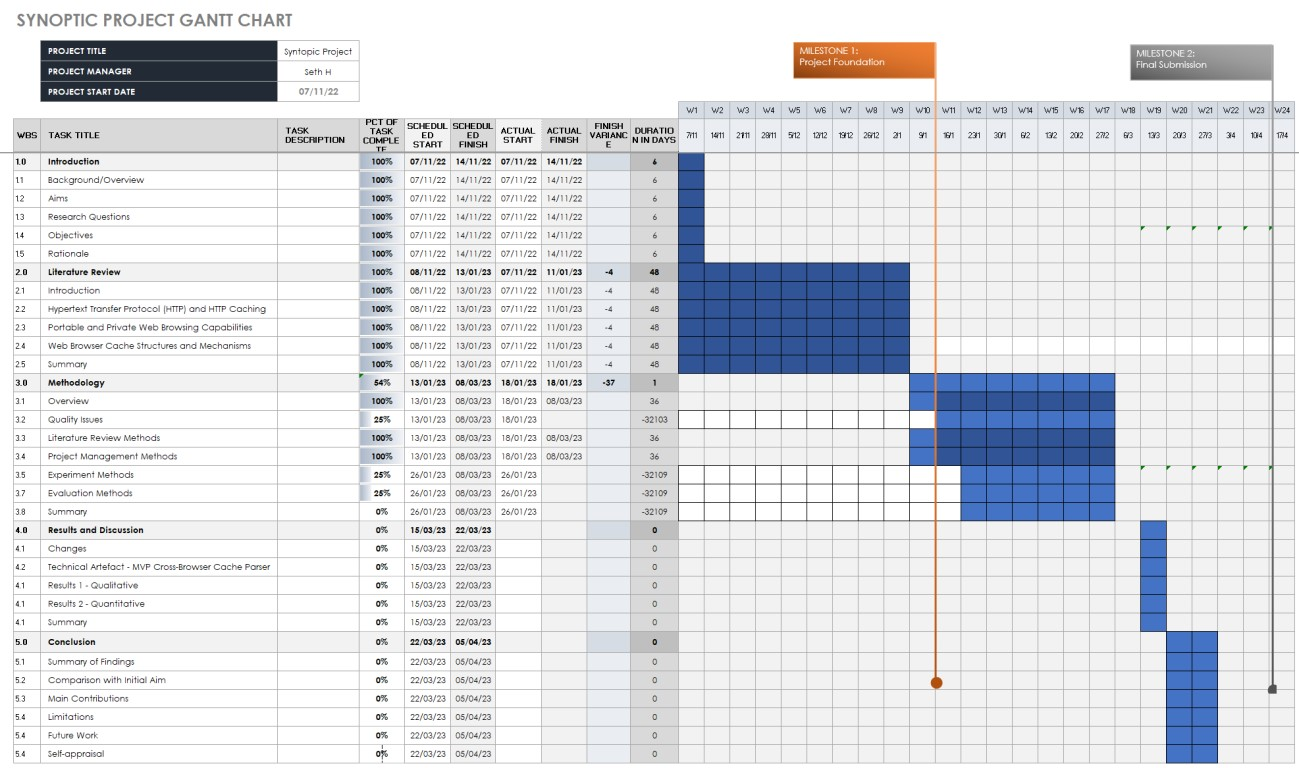 SYNOPTIC PROJECT GANTT CHART
PROJECT TITLE Syntopic Project
PROJECT MANAGER Seth H
PROJECT START DATE 07/11/22
MILESTONE 1:
Project Foundation
MILESTONE 2:
Final Submission
W1 W2 W3 W4 W5 W6 W7 W8 W9 W10 W11 W12 W13 W14 W15 W16 W17 W18 W19 W20 W21 W22 W23 W24
WBS TASK TITLE TASK DESCRIPTION PCT OF TASK COMPLETE SCHEDULED START SCHEDULED FINISH ACTUAL START ACTUAL FINISH FINISH VARIANCE DURATION IN DAYS 7/11 14/11 21/11 28/11 5/12 12/12 19/12 26/12 2/1 9/1 16/1 23/1 30/1 6/2 13/2 20/2 27/2 6/3 13/3 20/3 27/3 3/4 10/4 17/4
1.0 Introduction 100% 07/11/22 14/11/22 07/11/22 14/11/22 6
1.1 Background/Overview 100% 07/11/22 14/11/22 07/11/22 14/11/22 6
1.2 Aims 100% 07/11/22 14/11/22 07/11/22 14/11/22 6
1.3 Research Questions 100% 07/11/22 14/11/22 07/11/22 14/11/22 6
1.4 Objectives 100% 07/11/22 14/11/22 07/11/22 14/11/22 6
1.5 Rationale 100% 07/11/22 14/11/22 07/11/22 14/11/22 6
2.0 Literature Review 100% 08/11/22 13/01/23 07/11/22 11/01/23 -4 48
2.1 Introduction 100% 08/11/22 13/01/23 07/11/22 11/01/23 -4 48
2.2 Hypertext Transfer Protocol (HTTP) and HTTP Caching 100% 08/11/22 13/01/23 07/11/22 11/01/23 -4 48
2.3 Portable and Private Web Browsing Capabilities 100% 08/11/22 13/01/23 07/11/22 11/01/23 -4 48
2.4 Web Browser Cache Structures and Mechanisms 100% 08/11/22 13/01/23 07/11/22 11/01/23 -4 48
2.5 Summary 100% 08/11/22 13/01/23 07/11/22 11/01/23 -4 48
3.0 Methodology 54% 13/01/23 08/03/23 18/01/23 18/01/23 -37 1
3.1 Overview 100% 13/01/23 08/03/23 18/01/23 08/03/23 36
3.2 Quality Issues 25% 13/01/23 08/03/23 18/01/23 -32103
3.3 Literature Review Methods 100% 13/01/23 08/03/23 18/01/23 08/03/23 36
3.4 Project Management Methods 100% 13/01/23 08/03/23 18/01/23 08/03/23 36
3.5 Experiment Methods 25% 26/01/23 08/03/23 26/01/23 -32109
3.7 Evaluation Methods 25% 26/01/23 08/03/23 26/01/23 -32109
3.8 Summary 0% 26/01/23 08/03/23 26/01/23 -32109
4.0 Results and Discussion 0% 15/03/23 22/03/23 0
4.1 Changes 0% 15/03/23 22/03/23 0
4.2 Technical Artefact - MVP Cross-Browser Cache Parser 0% 15/03/23 22/03/23 0
4.1 Results 1 - Qualitative 0% 15/03/23 22/03/23 0
4.1 Results 2 - Quantitative 0% 15/03/23 22/03/23 0
4.1 Summary 0% 15/03/23 22/03/23 0
5.0 Conclusion 0% 22/03/23 05/04/23 0
5.1 Summary of Findings 0% 22/03/23 05/04/23 0
5.2 Comparison with Initial Aim 0% 22/03/23 05/04/23 0
5.3 Main Contributions 0% 22/03/23 05/04/23 0
5.4 Limitations 0% 22/03/23 05/04/23 0
5.4 Future Work 0% 22/03/23 05/04/23 0
5.4 Self-appraisal 0% 22/03/23 05/04/23 0